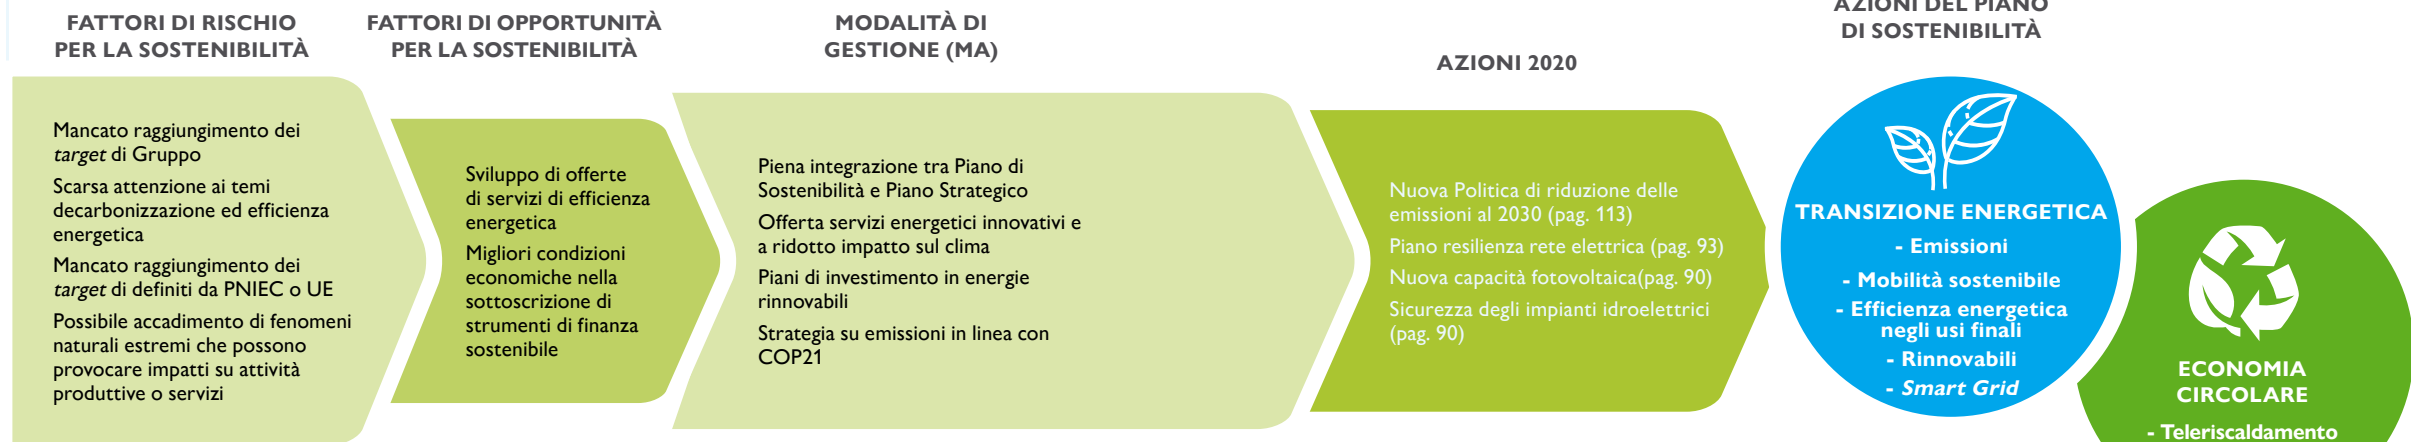 FATTORI DI RISCHIO
PER LA SOSTENIBILITÀ
Mancato raggiungimento dei
target di Gruppo
Scarsa attenzione ai temi
decarbonizzazione ed efficienza
energetica
Mancato raggiungimento dei
target di definiti da PNIEC o UE
Possibile accadimento di fenomeni
naturali estremi che possono
provocare impatti su attività
produttive o servizi
FATTORI DI OPPORTUNITÀ
PER LA SOSTENIBILITÀ
Sviluppo di offerte
di servizi di efficienza
energetica
Migliori condizioni
economiche nella
sottoscrizione di
strumenti di finanza
sostenibile
MODALITÀ DI
GESTIONE (MA)
Piena integrazione tra Piano di
Sostenibilità e Piano Strategico
Offerta servizi energetici innovativi e
a ridotto impatto sul clima
Piani di investimento in energie
rinnovabili
Strategia su emissioni in linea con
COP21
AZIONI 2020
Nuova Politica di riduzione delle
emissioni al 2030 (pag. 113)
Piano resilienza rete elettrica (pag. 93)
Nuova capacità fotovoltaica(pag. 90)
Sicurezza degli impianti idroelettrici
(pag. 90)
AZIONI DEL PIANO
DI SOSTENIBILITÀ
TRANSIZIONE ENERGETICA
- Emissioni
- Mobilità sostenibile
- Efficienza energetica
negli usi finali
- Rinnovabili
- Smart Grid
ECONOMIA
CIRCOLARE
- Teleriscaldamento